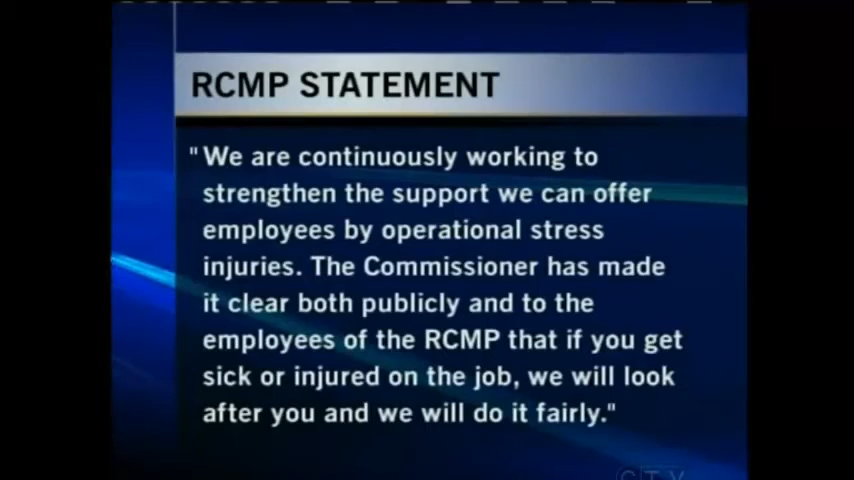 RCMP STATEMENT
"We are continuously working to
strengthen the support we can offer
employees by operational stress
injuries. The Commissioner has made
it clear both publicly and to the
employees of the RCMP that if you get
sick or injured on the job, we will look
after you and we will do it fairly."
CTV